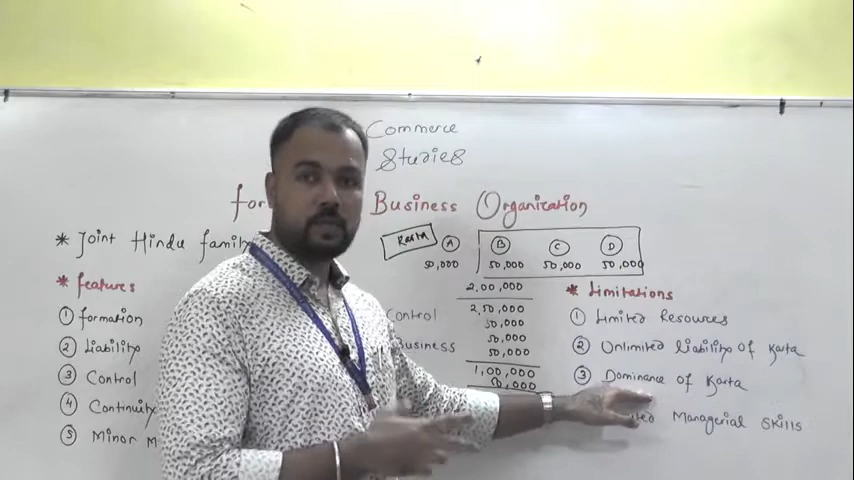 Commerce
Studies
for Business Organization
* Joint Hindu family
Karta A B C D
50,000 50,000 50,000 50,000
* features
① formation
② Liability
③ Control
④ Continuity
⑤ Minor M
Control
Business
2,00,000
2,50,000
50,000
50,000
50,000
1,00,000
* Limitations
① Limited Resources
② Unlimited Liability of Karta
③ Dominance of Karta
Managerial Skills